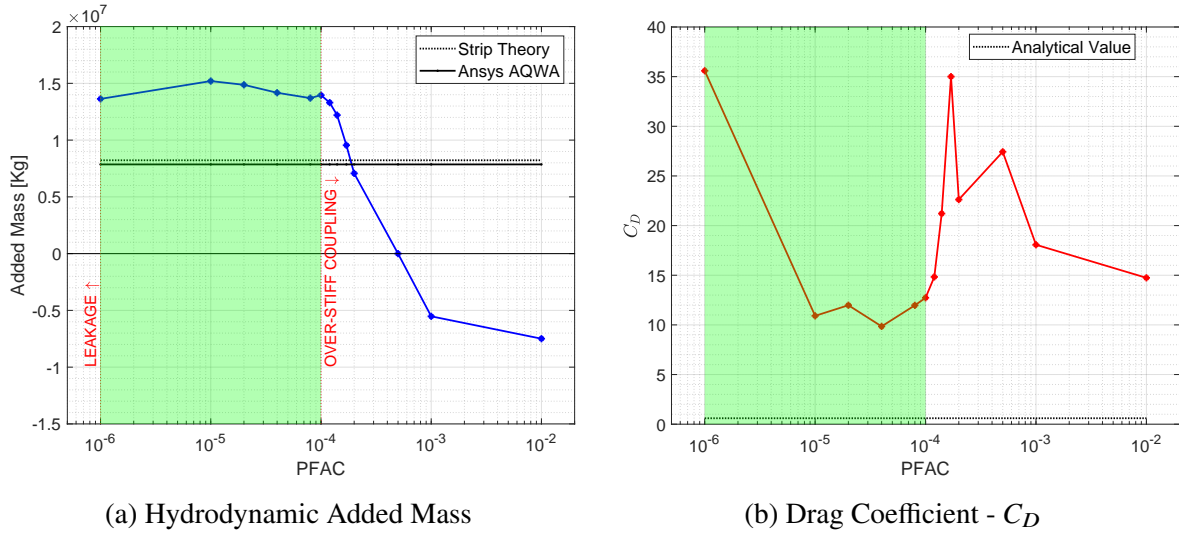 ×10^7
2
1.5
1
0.5
0
-0.5
-1
-1.5
Added Mass [Kg]
10^-6
10^-5
10^-4
10^-3
10^-2
PFAC
Strip Theory
Ansys AQWA
LEAKAGE ←
OVER-STIFF COUPLING →
(a) Hydrodynamic Added Mass
40
35
30
25
20
15
10
5
0
C_D
10^-6
10^-5
10^-4
10^-3
10^-2
PFAC
Analytical Value
(b) Drag Coefficient - C_D